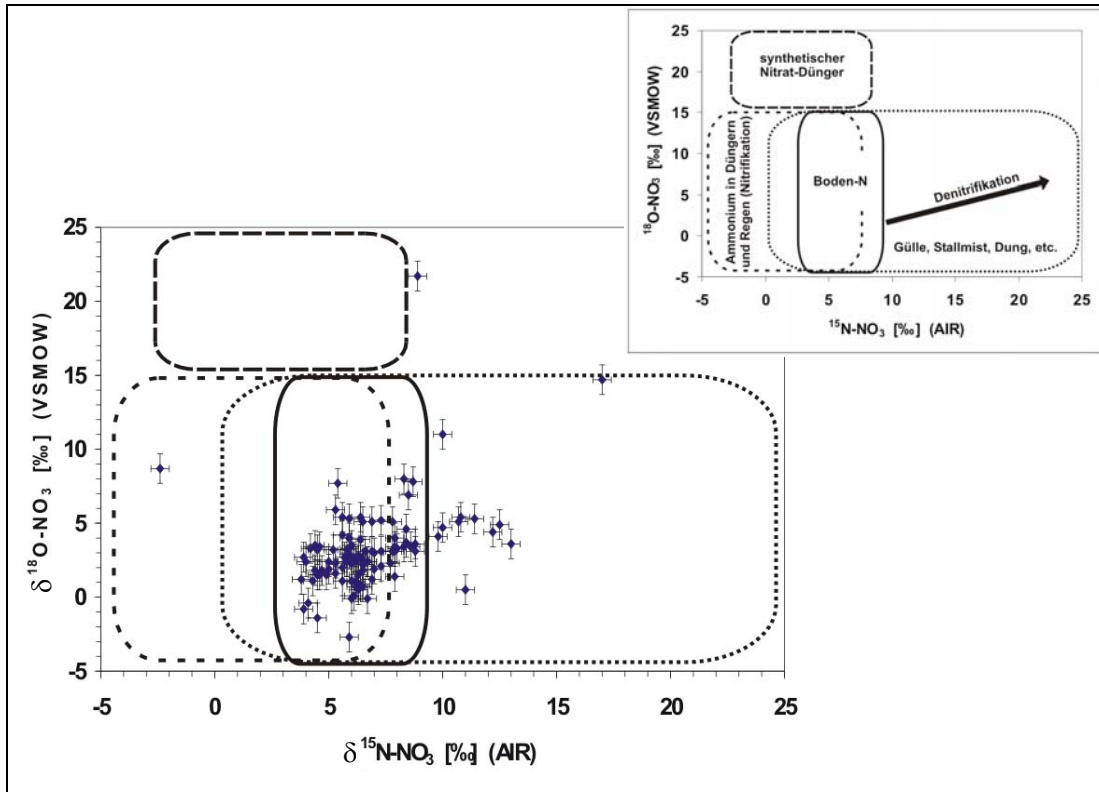 25
20
15
10
5
0
-5
-5 0 5 10 15 20 25
δ ¹⁸O-NO₃ [‰] (VSMOW)
δ ¹⁵N-NO₃ [‰] (AIR)
25
20
15
10
5
0
-5
-5 0 5 10 15 20 25
¹⁸O-NO₃ [‰] (VSMOW)
¹⁵N-NO₃ [‰] (AIR)
synthetischer
Nitrat-Dünger
Ammonium in Düngern
und Regen (Nitrifikation)
Boden-N
Denitrifikation
Gülle, Stallmist, Dung, etc.